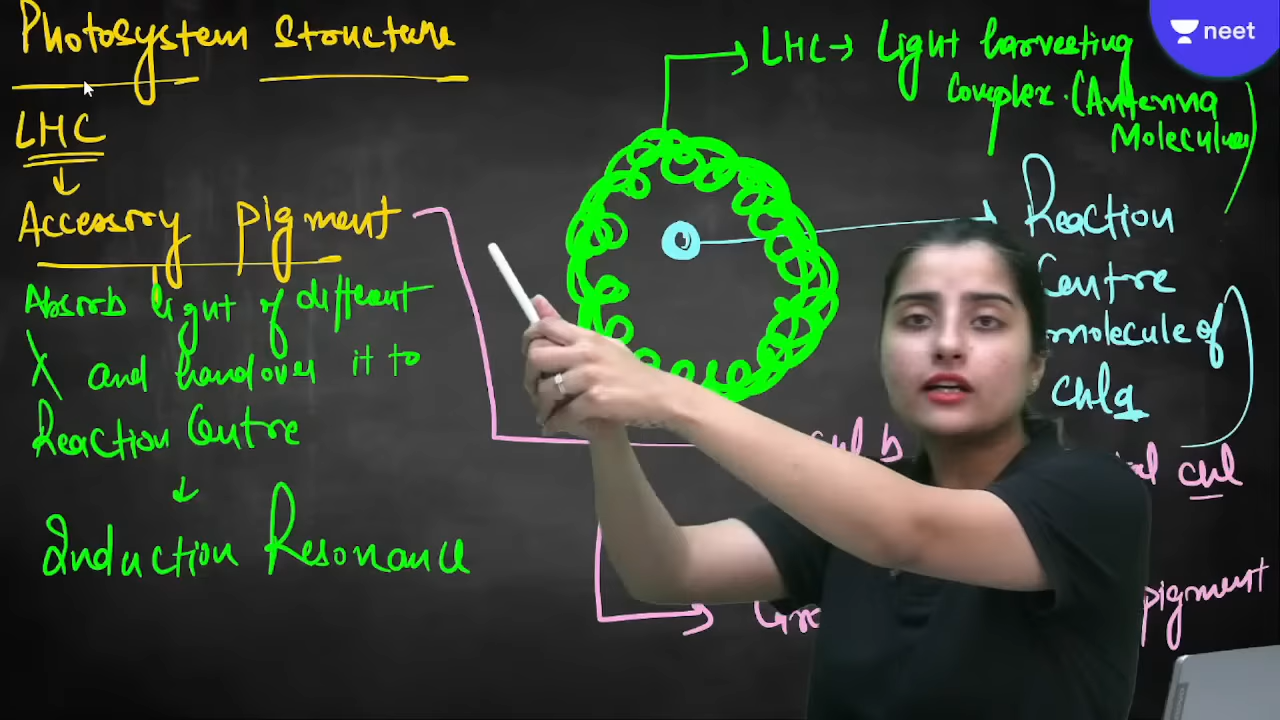 Photosystem Structure
LHC
Accessory pigment
Absorb light of different
λ and handover it to
Reaction Centre
Induction Resonance
LHC → Light harvesting
Complex. (Antenna
Molecules)
Reaction
Centre
molecule of
Chl a
chl b
chl
pigment
neet